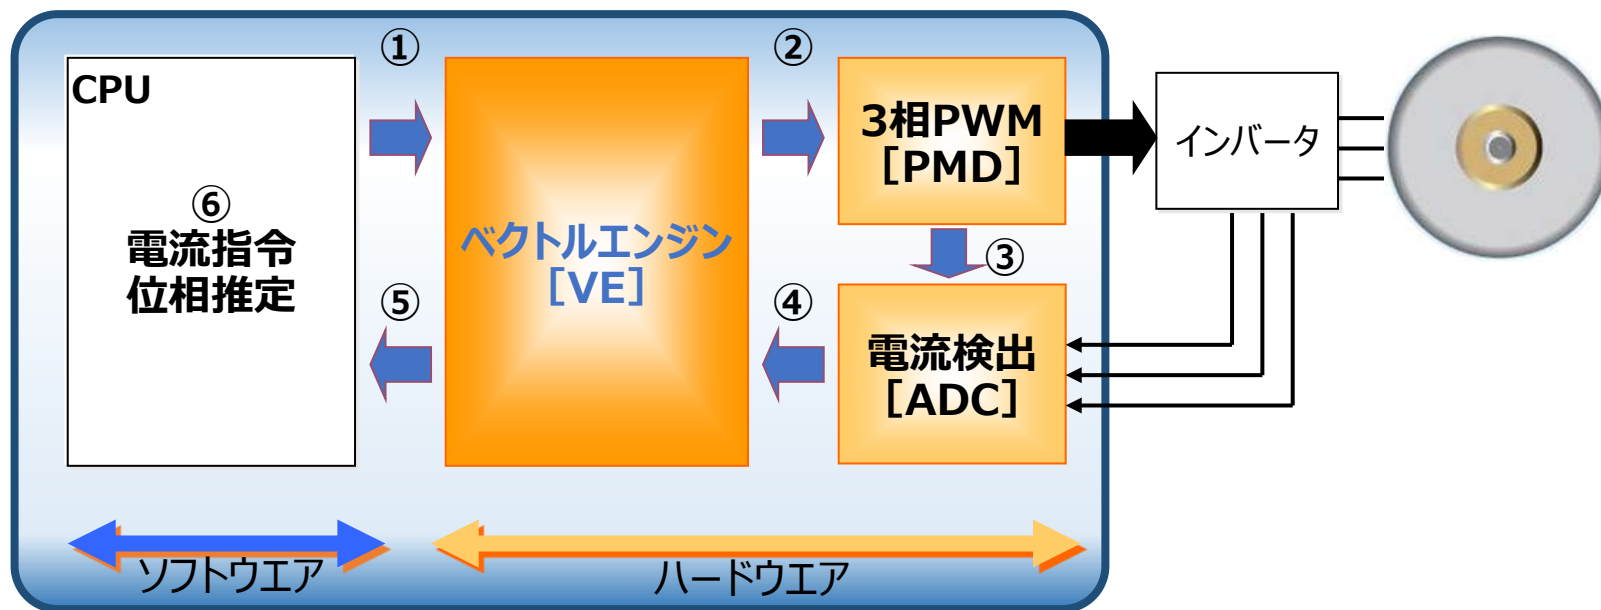 ①
②
CPU
3相PWM
［PMD］
インバータ
⑥
電流指令
位相推定
ベクトルエンジン
［VE］
③
⑤
④
電流検出
［ADC］
ソフトウエア
ハードウエア